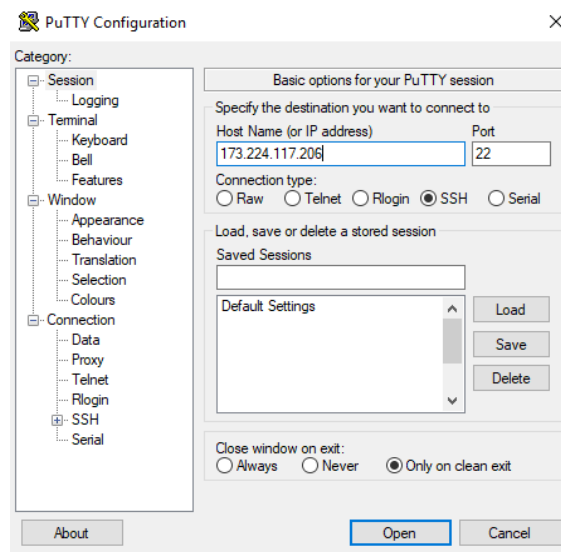 PuTTY Configuration
Category:
Session
Logging
Terminal
Keyboard
Bell
Features
Window
Appearance
Behaviour
Translation
Selection
Colours
Connection
Data
Proxy
Telnet
Rlogin
SSH
Serial
Basic options for your PuTTY session
Specify the destination you want to connect to
Host Name (or IP address) Port
173.224.117.206 22
Connection type:
Raw Telnet Rlogin SSH Serial
Load, save or delete a stored session
Saved Sessions
Default Settings
Load
Save
Delete
Close window on exit:
Always Never Only on clean exit
About Open Cancel